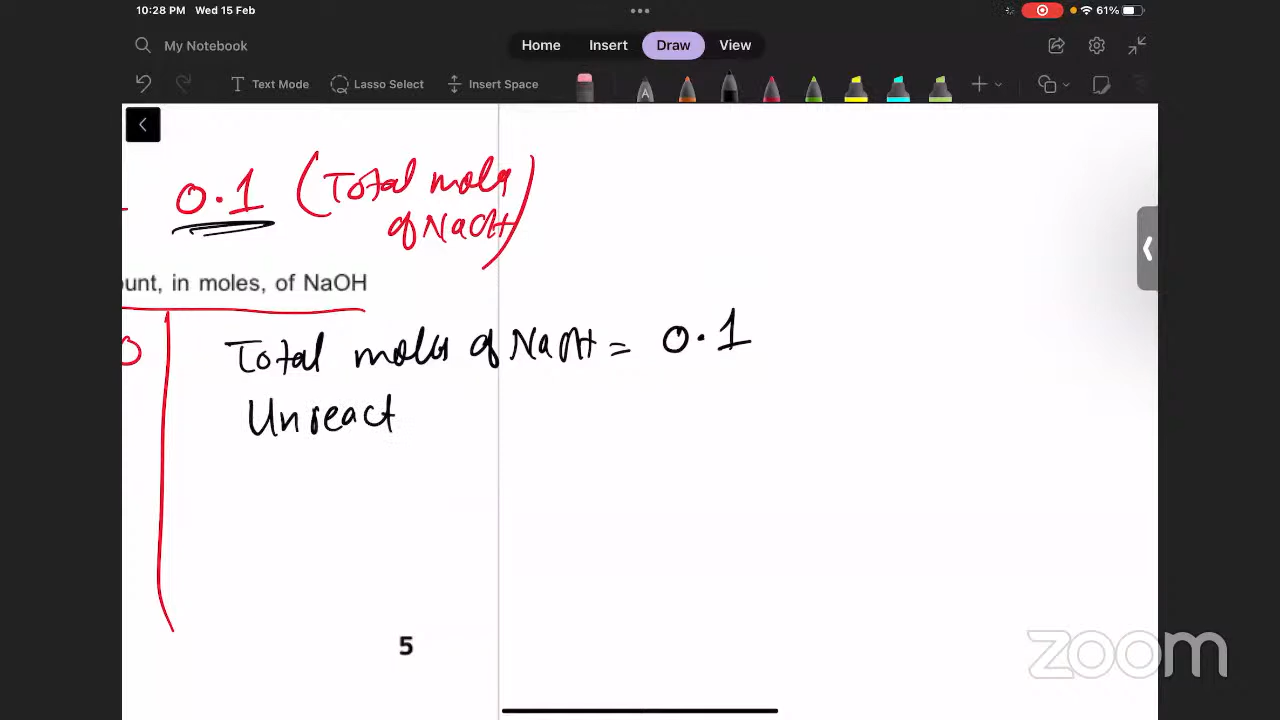 10:28 PM Wed 15 Feb
61%
My Notebook
Home Insert Draw View
Text Mode Lasso Select Insert Space
A
0.1 (Total moles
of NaOH)
ount, in moles, of NaOH
0
Total moles of NaOH = 0.1
Unreact
5
zoom